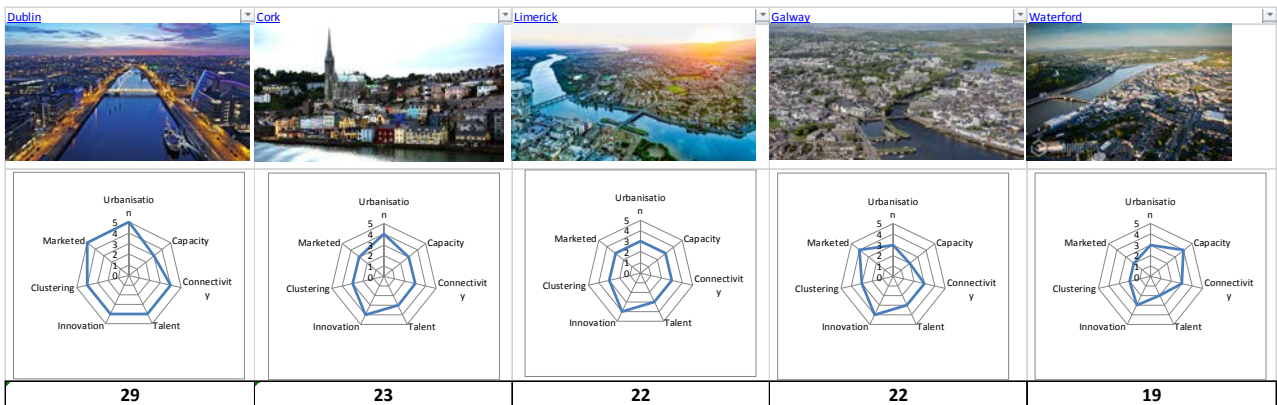 Dublin
Cork
Limerick
Galway
Waterford
Urbanisatio
n
5
4
3
2
1
0
Capacity
Connectivit
y
Talent
Innovation
Clustering
Marketed
Urbanisatio
n
5
4
3
2
1
0
Capacity
Connectivit
y
Talent
Innovation
Clustering
Marketed
Urbanisatio
n
5
4
3
2
1
0
Capacity
Connectivit
y
Talent
Innovation
Clustering
Marketed
Urbanisatio
n
5
4
3
2
1
0
Capacity
Connectivit
y
Talent
Innovation
Clustering
Marketed
Urbanisatio
n
5
4
3
2
1
0
Capacity
Connectivit
y
Talent
Innovation
Clustering
Marketed
29
23
22
22
19